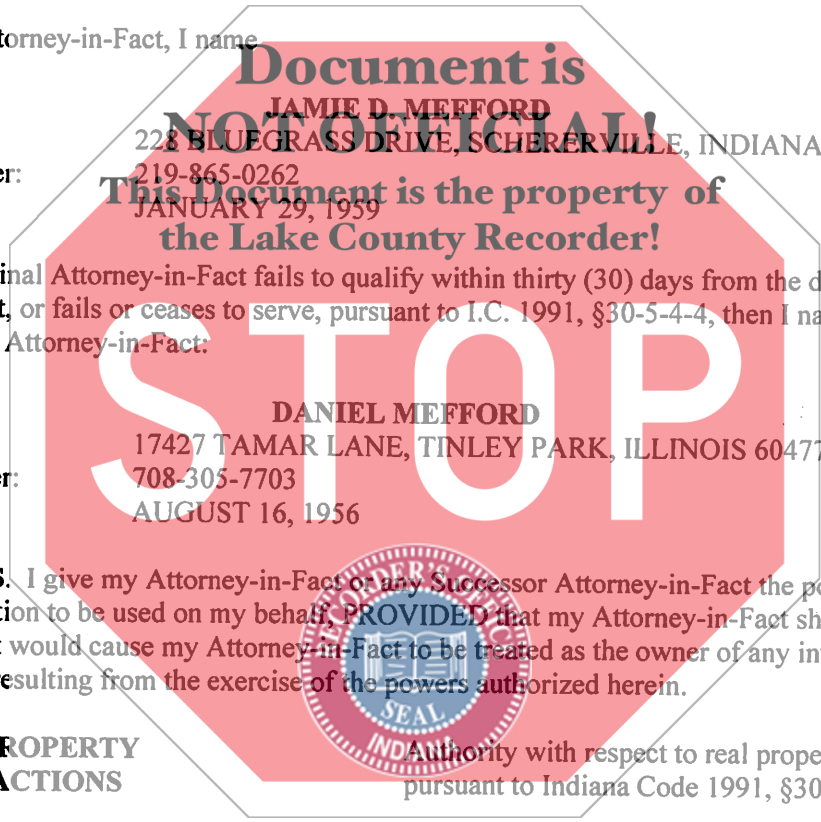 torney-in-Fact, I name
Document is
JAMIE D. MEFFORD
NOT OFFICIAL!
228 BLUEGRASS DRIVE, SCHERERVILLE, INDIANA
er: 219-865-0262
This Document is the property of
JANUARY 29, 1959
the Lake County Recorder!
inal Attorney-in-Fact fails to qualify within thirty (30) days from the d
t, or fails or ceases to serve, pursuant to I.C. 1991, §30-5-4-4, then I na
Attorney-in-Fact:
STOP
DANIEL MEFFORD
17427 TAMAR LANE, TINLEY PARK, ILLINOIS 60477
er: 708-305-7703
AUGUST 16, 1956
S. I give my Attorney-in-Fact or any Successor Attorney-in-Fact the po
tion to be used on my behalf, PROVIDED that my Attorney-in-Fact sh
t would cause my Attorney-in-Fact to be treated as the owner of any in
esulting from the exercise of the powers authorized herein.
RECORDER'S OFFICE
SEAL
INDIANA
ROPERTY Authority with respect to real prope
ACTIONS pursuant to Indiana Code 1991, §30